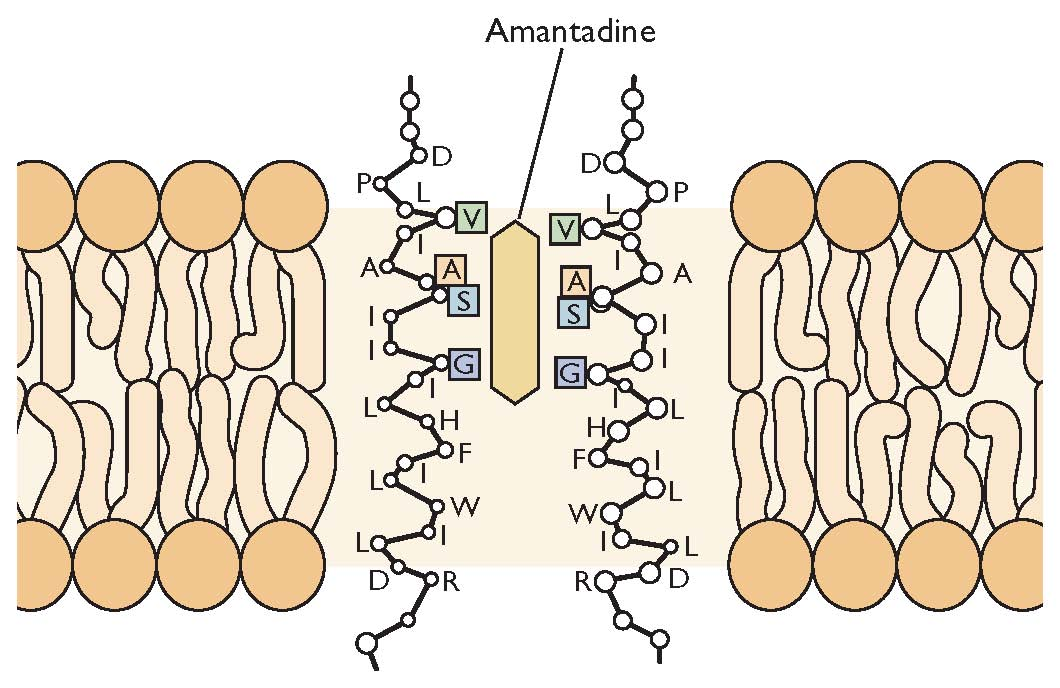 Amantadine
D D
P P
L L
V V
I I
A A
A A
S S
I I
I I
G G
I I
L L
H H
F F
I I
L L
W W
I I
L L
D D
R R